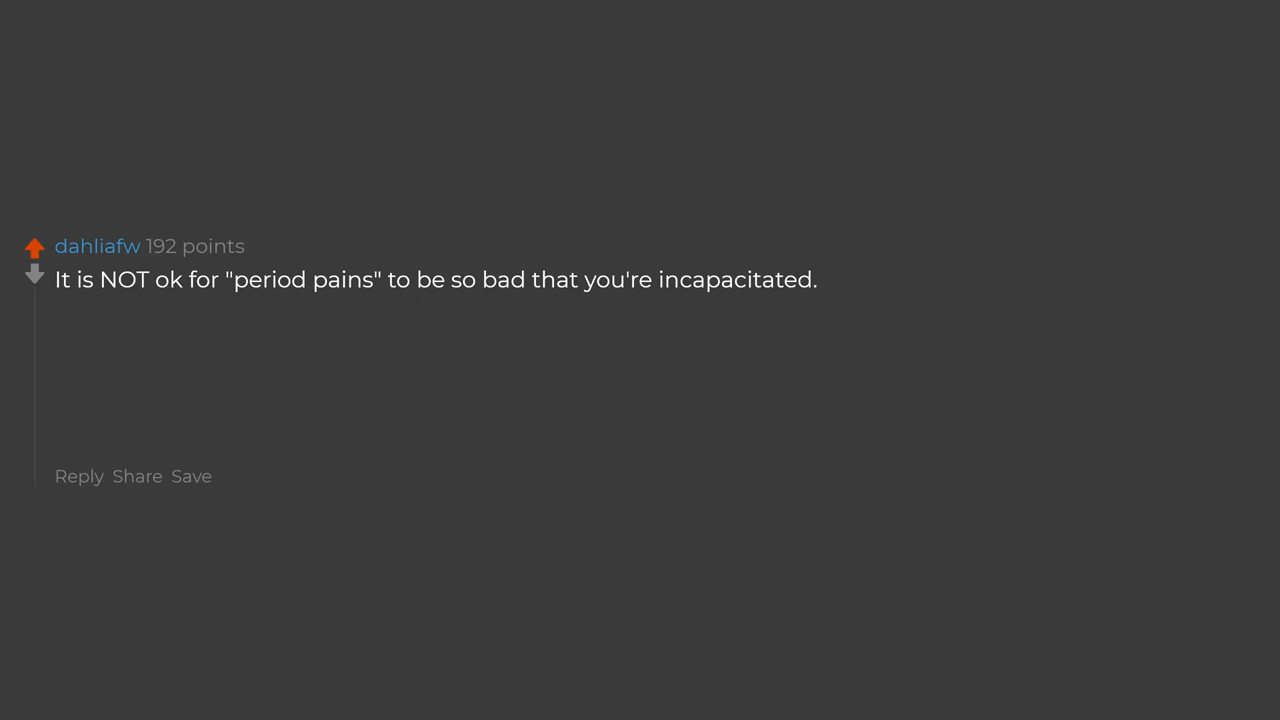 dahliafw 192 points
It is NOT ok for "period pains" to be so bad that you're incapacitated.
Reply Share Save